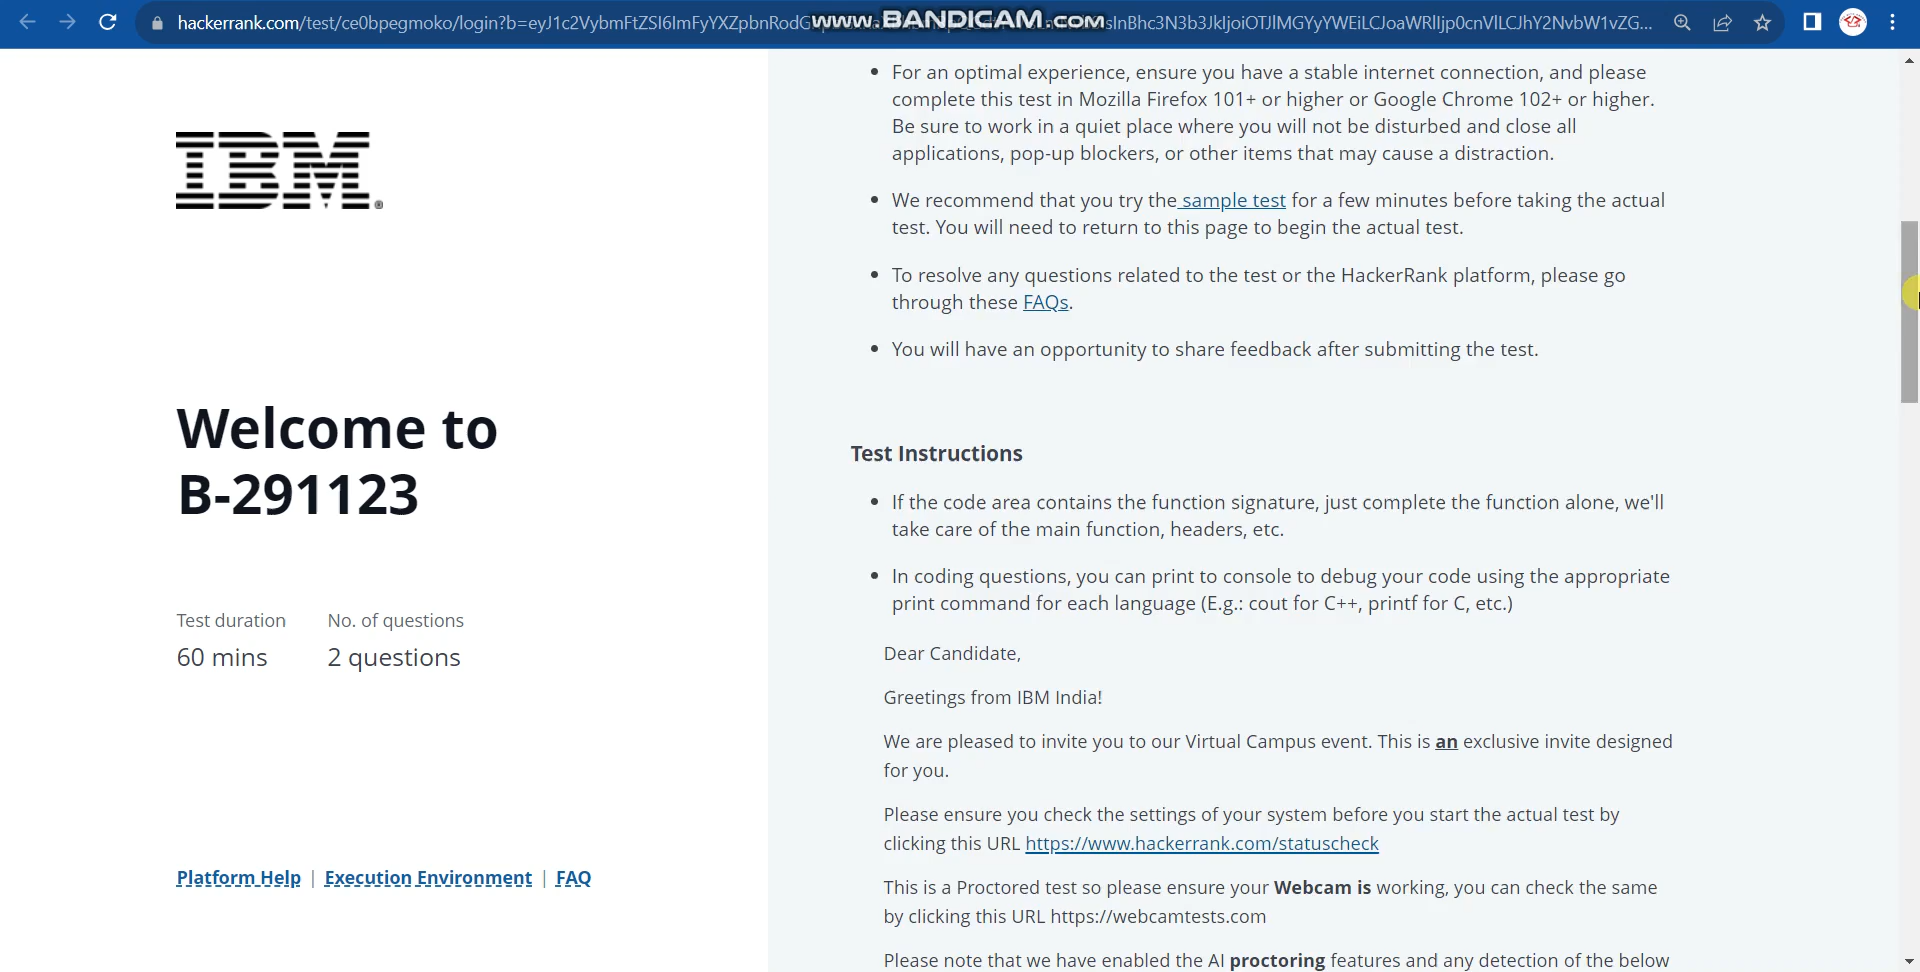 hackerrank.com/test/ce0bpegmoko/login?b=
www.BANDICAM.com
For an optimal experience, ensure you have a stable internet connection, and please
complete this test in Mozilla Firefox 101+ or higher or Google Chrome 102+ or higher.
Be sure to work in a quiet place where you will not be disturbed and close all
applications, pop-up blockers, or other items that may cause a distraction.
IBM®
We recommend that you try the sample test for a few minutes before taking the actual
test. You will need to return to this page to begin the actual test.
To resolve any questions related to the test or the HackerRank platform, please go
through these FAQs.
You will have an opportunity to share feedback after submitting the test.
Welcome to
B-291123
Test duration
60 mins
No. of questions
2 questions
Platform Help | Execution Environment | FAQ
Test Instructions
If the code area contains the function signature, just complete the function alone, we'll
take care of the main function, headers, etc.
In coding questions, you can print to console to debug your code using the appropriate
print command for each language (E.g.: cout for C++, printf for C, etc.)
Dear Candidate,
Greetings from IBM India!
We are pleased to invite you to our Virtual Campus event. This is an exclusive invite designed
for you.
Please ensure you check the settings of your system before you start the actual test by
clicking this URL https://www.hackerrank.com/statuscheck
This is a Proctored test so please ensure your Webcam is working, you can check the same
by clicking this URL https://webcamtests.com
Please note that we have enabled the AI proctoring features and any detection of the below